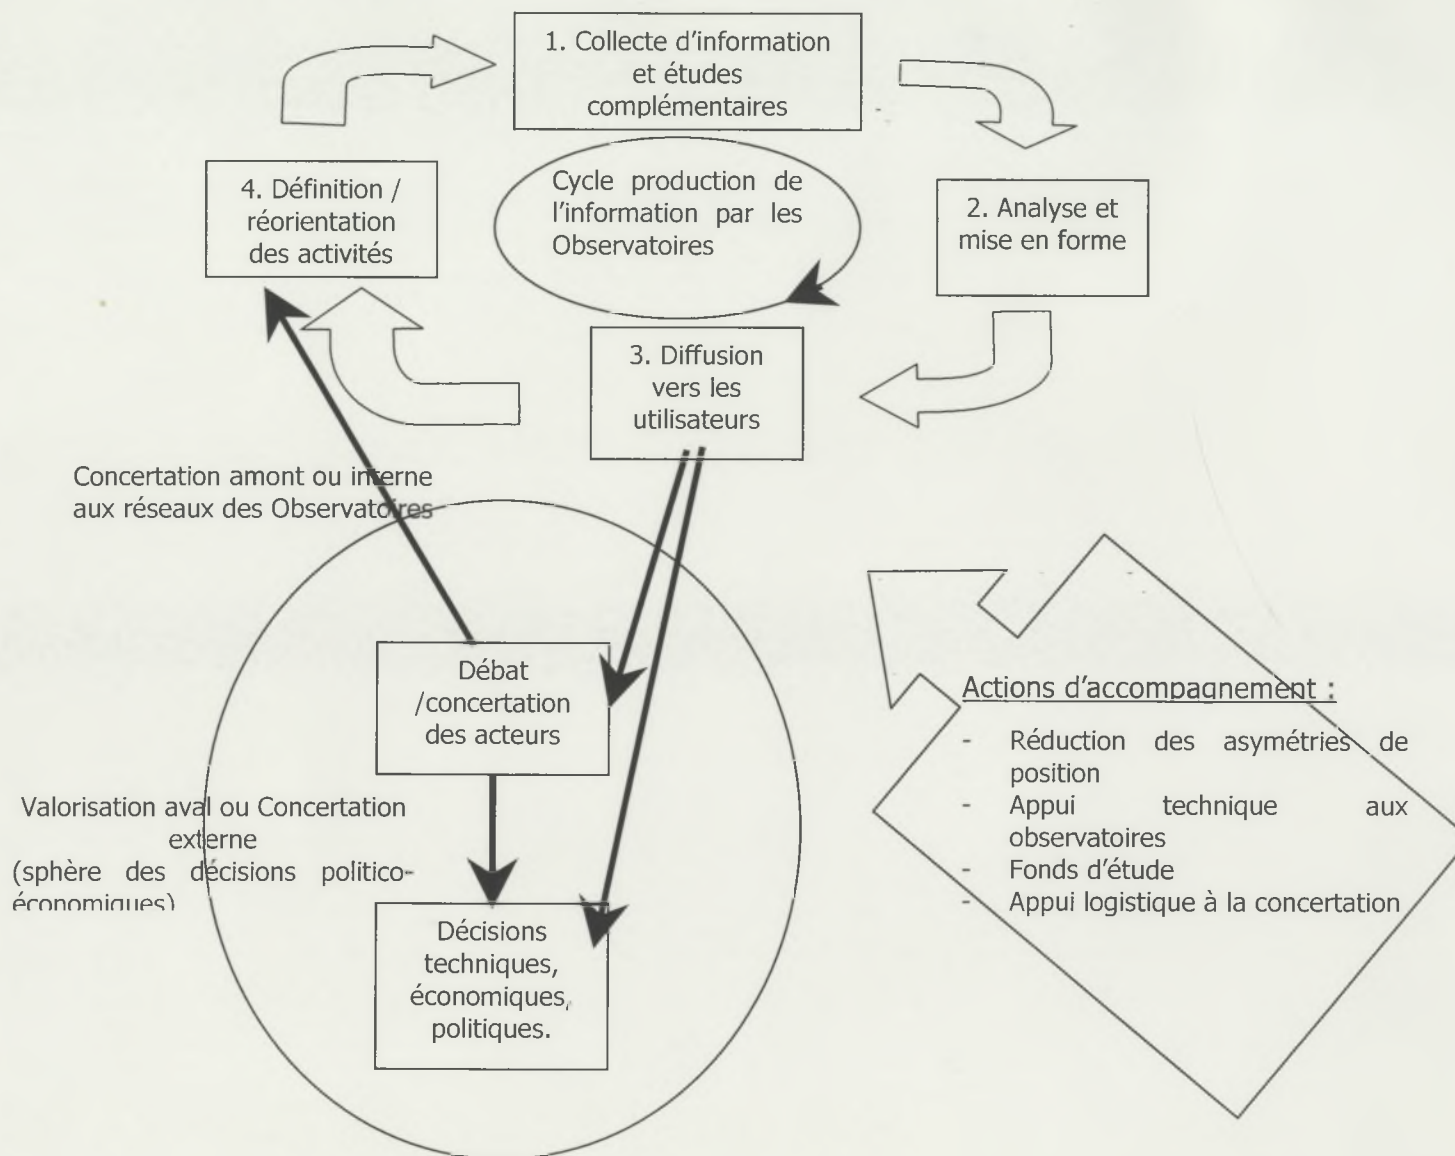 1. Collecte d'information
et études
complémentaires
Cycle production de
l'information par les
Observatoires
4. Définition /
réorientation
des activités
2. Analyse et
mise en forme
3. Diffusion
vers les
utilisateurs
Concertation amont ou interne
aux réseaux des Observatoires
Débat
/concertation
des acteurs
Valorisation aval ou Concertation
externe
(sphère des décisions politico-
économiques)
Décisions
techniques,
économiques,
politiques.
Actions d'accompagnement :
- Réduction des asymétries de
position
- Appui technique aux
observatoires
- Fonds d'étude
- Appui logistique à la concertation